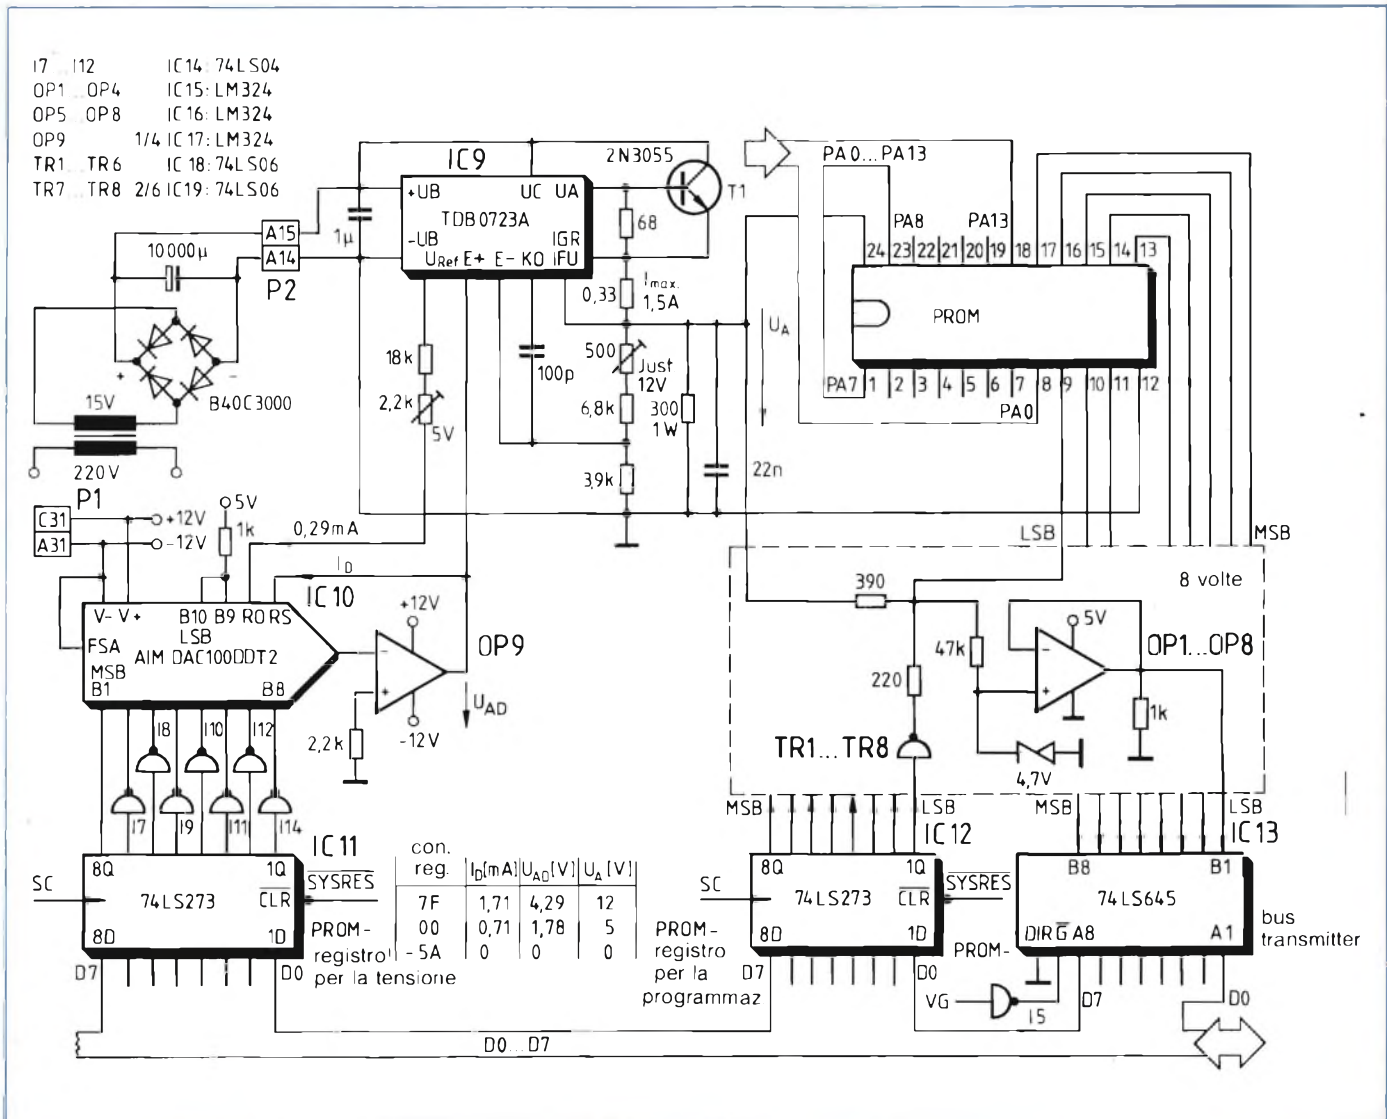 I7 I12 IC14: 74LS04
OP1 ... OP4 IC15: LM324
OP5 ... OP8 IC16: LM324
OP9 1/4 IC17: LM324
TR1 ... TR6 IC18: 74LS06
TR7 ... TR8 2/6 IC19: 74LS06
IC9
+UB UC UA
TDB0723A
-UB IGR
URef E+ E- KO IFU
2N3055
T1
68
1µ
A15
A14
P2
10000µ
+ -
B40C3000
15V
220V
0,33
Imax.
1,5A
18k
2,2k
5V
100p
500
Just
12V
6,8k
3,9k
300
1W
22n
UA
PA0...PA13
PA8 PA13
24 23 22 21 20 19 18 17 16 15 14 13
PROM
PA7 1 2 3 4 5 6 7 8 9 10 11 12
PA0
P1
C31
A31
+12V
-12V
5V
1k
0,29mA
ID
IC10
V- V+ B10 B9 RO RS
LSB
FSA
AIM DAC100DDT2
MSB
B1 B8
+12V
-
+
-12V
OP9
UAD
2,2k
I8 I10 I12
I7 I9 I11 I14
IC11
8Q 1Q
SC
74LS273
CLR
SYSRES
8D 1D
D7 D0
PROM-
registro
per la tensione
con.
reg. ID[mA] UAD[V] UA[V]
7F 1,71 4,29 12
00 0,71 1,78 5
-5A 0 0 0
LSB MSB
8 volte
390
47k
220
5V
-
+
OP1...OP8
1k
4,7V
TR1...TR8
MSB LSB
IC12
MSB LSB
IC13
8Q 1Q
SC
74LS273
CLR
SYSRES
8D 1D
D7 D0
PROM-
registro
per la
programmaz
B8 B1
74LS645
DIR G A8 A1
PROM-
bus
transmitter
VG
I5
D7
D0
D0...D7